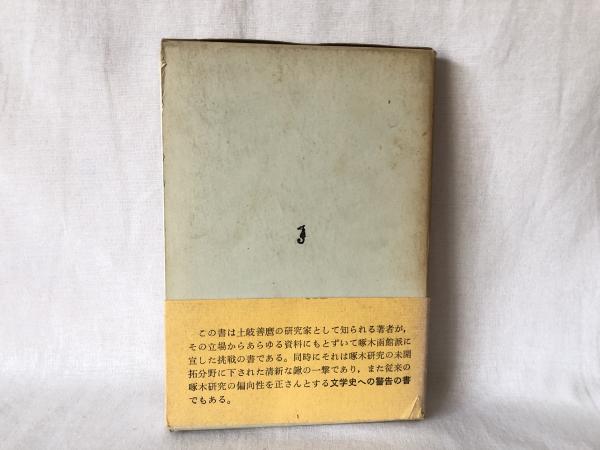 この書は土岐善麿の研究家として知られる著者が,
その立場からあらゆる資料にもとずいて啄木函館派に
宣した挑戦の書である。同時にそれは啄木研究の未開
拓分野に下された清新な鍬の一撃であり,また従来の
啄木研究の偏向性を正さんとする文学史への警告の書
でもある。